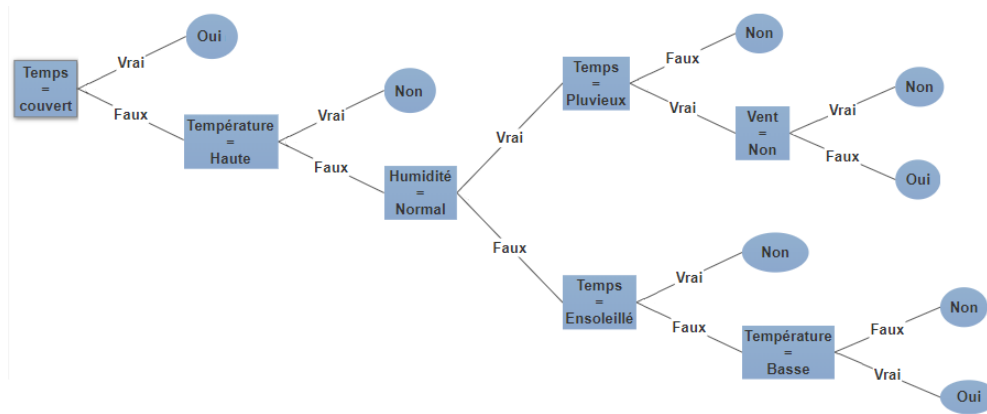 Temps
=
couvert
Vrai
Oui
Faux
Température
=
Haute
Vrai
Non
Faux
Humidité
=
Normal
Vrai
Temps
=
Pluvieux
Faux
Non
Vrai
Vent
=
Non
Vrai
Non
Faux
Oui
Faux
Temps
=
Ensoleillé
Vrai
Non
Faux
Température
=
Basse
Faux
Non
Vrai
Oui